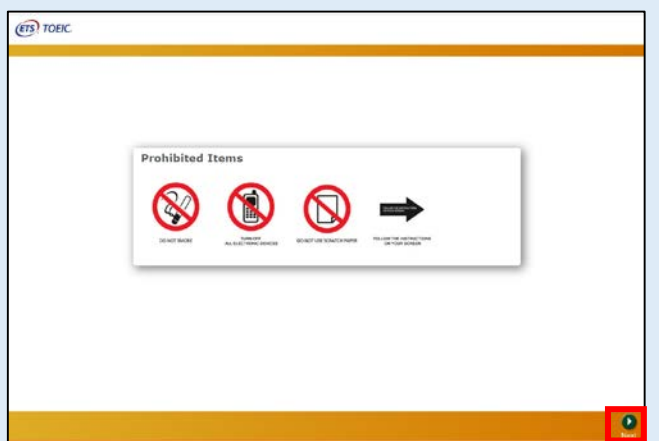 ETS TOEIC.
Prohibited Items
DO NOT SMOKE
TURN OFF
ALL ELECTRONIC DEVICES
DO NOT USE SCRATCH PAPER
FOLLOW THE INSTRUCTIONS
ON YOUR SCREEN
Next